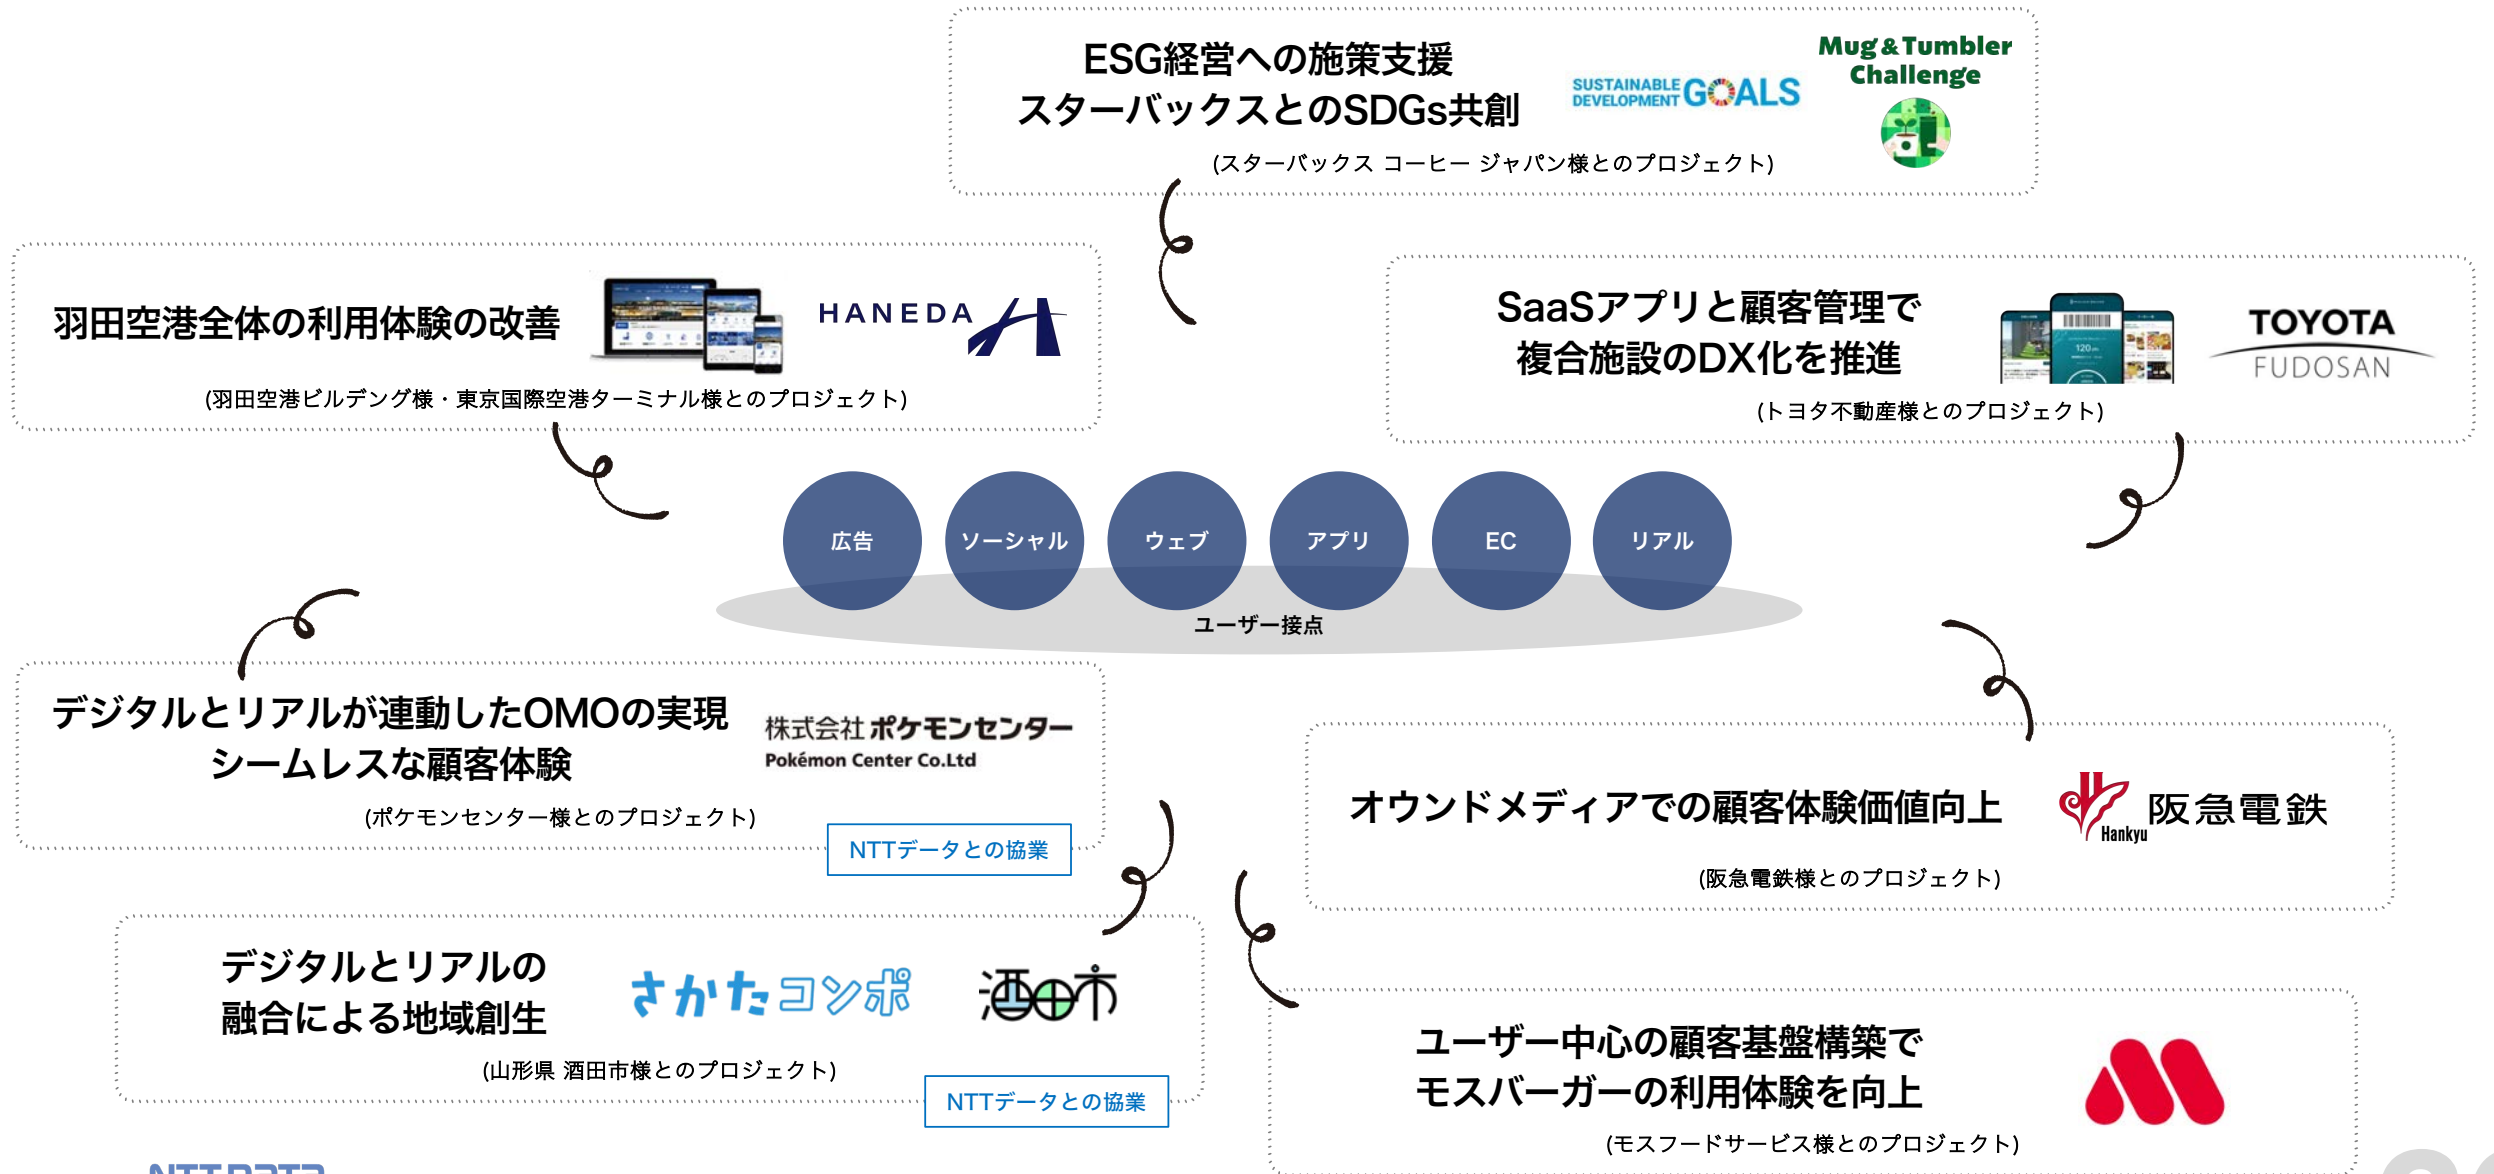 ESG経営への施策支援
スターバックスとのSDGs共創
SUSTAINABLE
DEVELOPMENT GOALS
Mug & Tumbler
Challenge
(スターバックス コーヒー ジャパン様とのプロジェクト)
羽田空港全体の利用体験の改善
HANEDA
(羽田空港ビルデング様・東京国際空港ターミナル様とのプロジェクト)
SaaSアプリと顧客管理で
複合施設のDX化を推進
120
TOYOTA
FUDOSAN
(トヨタ不動産様とのプロジェクト)
広告
ソーシャル
ウェブ
アプリ
EC
リアル
ユーザー接点
デジタルとリアルが連動したOMOの実現
シームレスな顧客体験
株式会社ポケモンセンター
Pokémon Center Co.Ltd
(ポケモンセンター様とのプロジェクト)
NTTデータとの協業
オウンドメディアでの顧客体験価値向上
Hankyu
阪急電鉄
(阪急電鉄様とのプロジェクト)
デジタルとリアルの
融合による地域創生
さかたコンポ
酒田市
(山形県 酒田市様とのプロジェクト)
NTTデータとの協業
ユーザー中心の顧客基盤構築で
モスバーガーの利用体験を向上
(モスフードサービス様とのプロジェクト)
NTT DATA